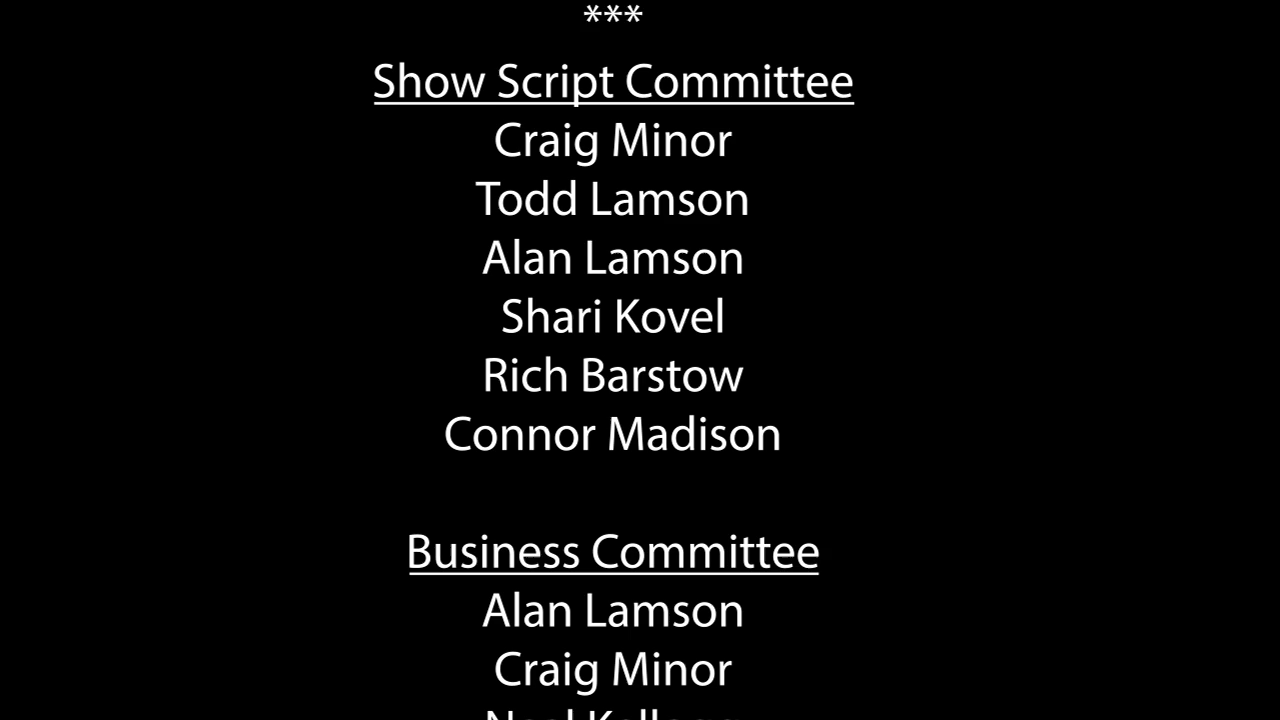 ***
Show Script Committee
Craig Minor
Todd Lamson
Alan Lamson
Shari Kovel
Rich Barstow
Connor Madison
Business Committee
Alan Lamson
Craig Minor